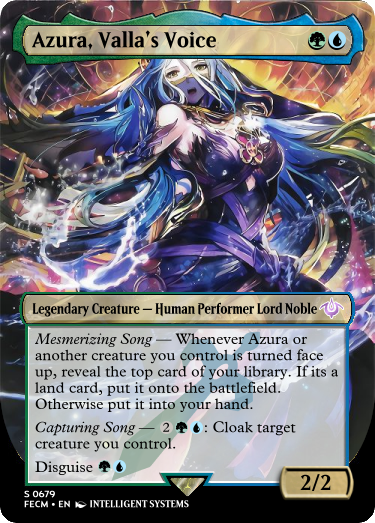 Azura, Valla's Voice
Legendary Creature — Human Performer Lord Noble
Mesmerizing Song — Whenever Azura or
another creature you control is turned face
up, reveal the top card of your library. If its a
land card, put it onto the battlefield.
Otherwise put it into your hand.
Capturing Song — 2 : Cloak target
creature you control.
Disguise
2/2
S 0679
FECM • EN INTELLIGENT SYSTEMS